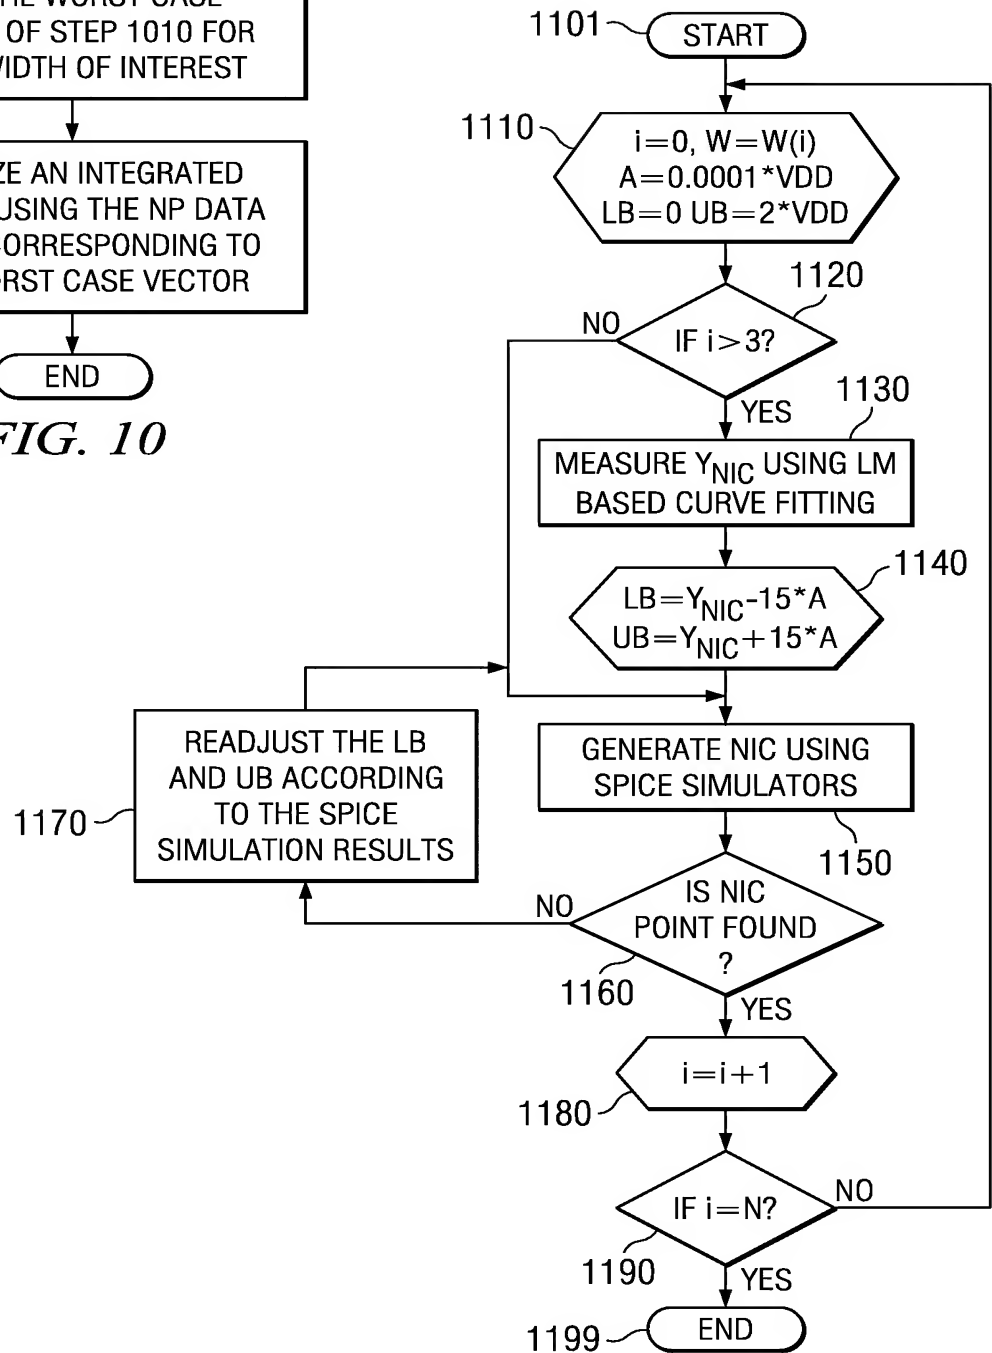 THE WORST CASE
OF STEP 1010 FOR
WIDTH OF INTEREST
ZE AN INTEGRATED
USING THE NP DATA
CORRESPONDING TO
RST CASE VECTOR
END
FIG. 10
1101
START
1110
i=0, W=W(i)
A=0.0001*VDD
LB=0 UB=2*VDD
1120
NO
IF i>3?
YES
1130
MEASURE YNIC USING LM
BASED CURVE FITTING
1140
LB=YNIC-15*A
UB=YNIC+15*A
READJUST THE LB
AND UB ACCORDING
TO THE SPICE
SIMULATION RESULTS
1170
GENERATE NIC USING
SPICE SIMULATORS
1150
NO
IS NIC
POINT FOUND
?
1160
YES
i=i+1
1180
IF i=N?
NO
1190
YES
END
1199